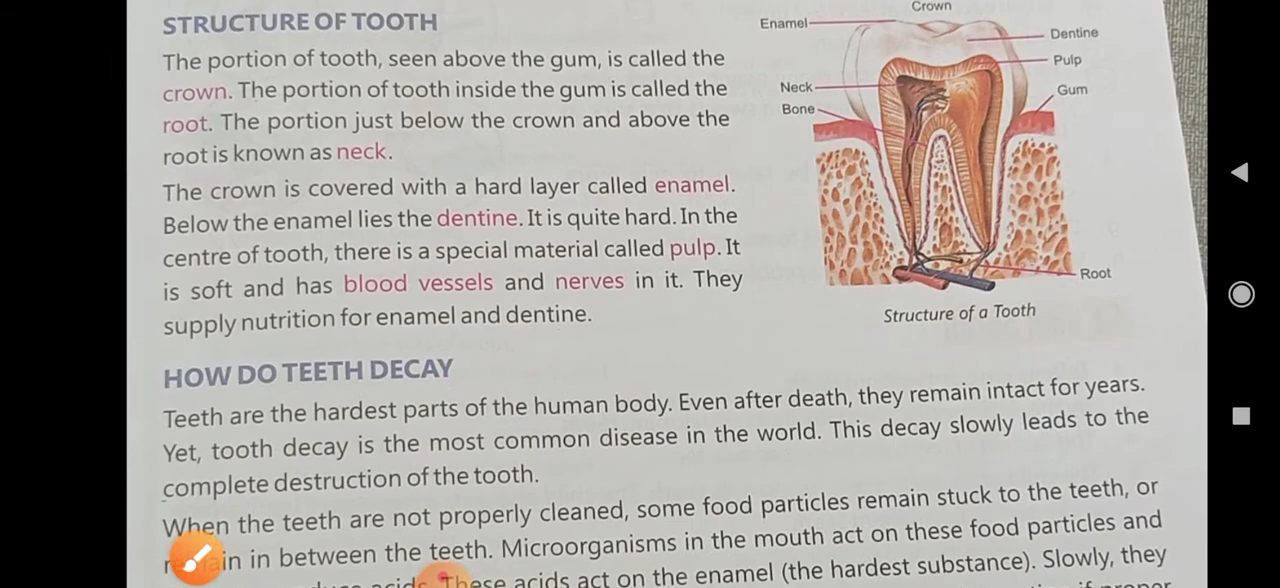 STRUCTURE OF TOOTH
The portion of tooth, seen above the gum, is called the
crown. The portion of tooth inside the gum is called the
root. The portion just below the crown and above the
root is known as neck.
The crown is covered with a hard layer called enamel.
Below the enamel lies the dentine. It is quite hard. In the
centre of tooth, there is a special material called pulp. It
is soft and has blood vessels and nerves in it. They
supply nutrition for enamel and dentine.
Crown
Enamel
Dentine
Pulp
Neck
Gum
Bone
Root
Structure of a Tooth
HOW DO TEETH DECAY
Teeth are the hardest parts of the human body. Even after death, they remain intact for years.
Yet, tooth decay is the most common disease in the world. This decay slowly leads to the
complete destruction of the tooth.
When the teeth are not properly cleaned, some food particles remain stuck to the teeth, or
in between the teeth. Microorganisms in the mouth act on these food particles and
acids. These acids act on the enamel (the hardest substance). Slowly, they